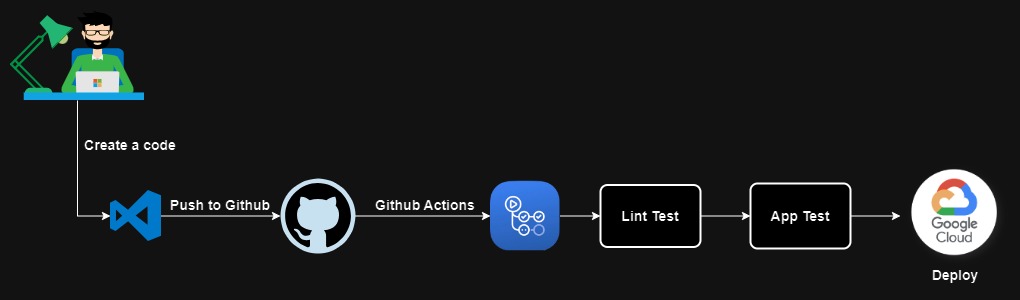 Create a code
Push to Github
Github Actions
Lint Test
App Test
Google
Cloud
Deploy